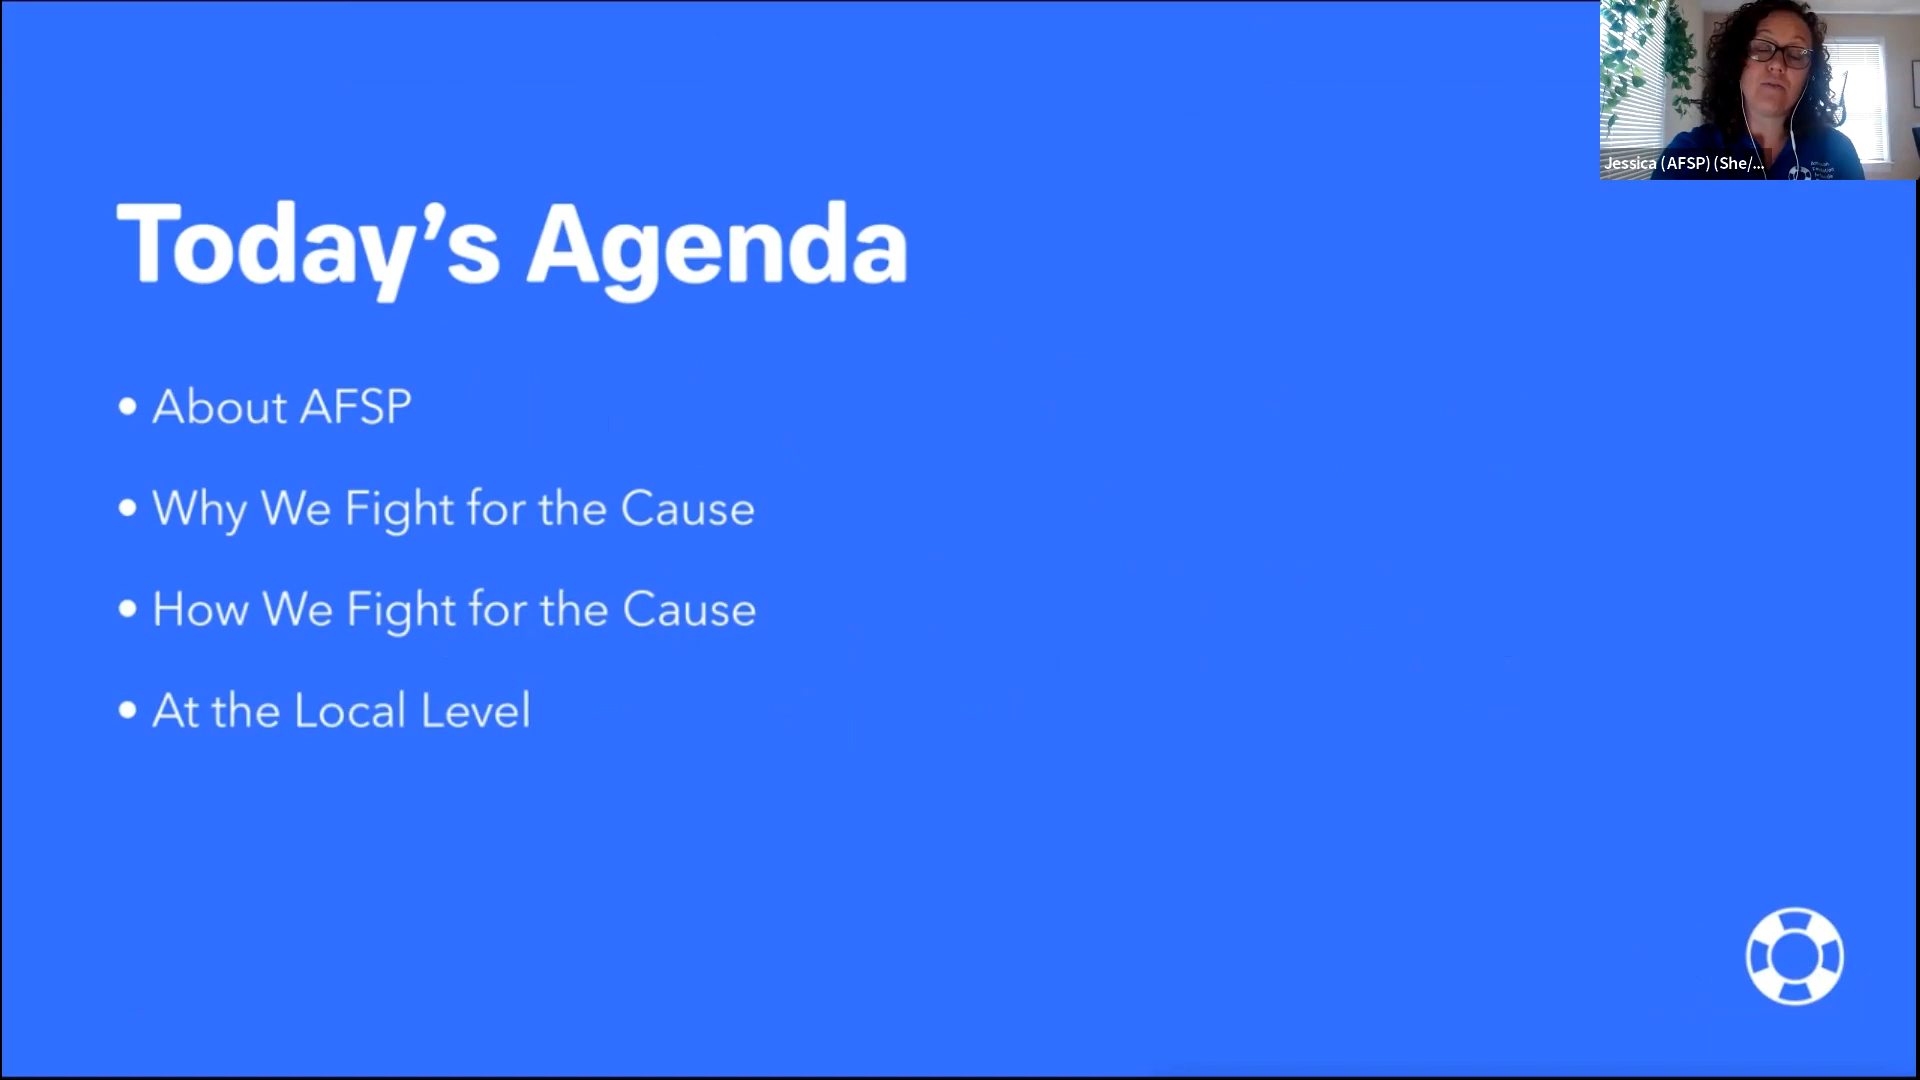 Jessica (AFSP) (She/...
Today’s Agenda
• About AFSP
• Why We Fight for the Cause
• How We Fight for the Cause
• At the Local Level